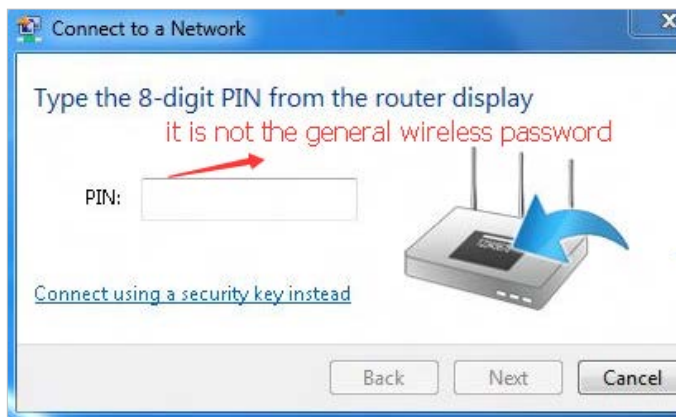 Connect to a Network
X
Type the 8-digit PIN from the router display
it is not the general wireless password
PIN:
Connect using a security key instead
Back Next Cancel